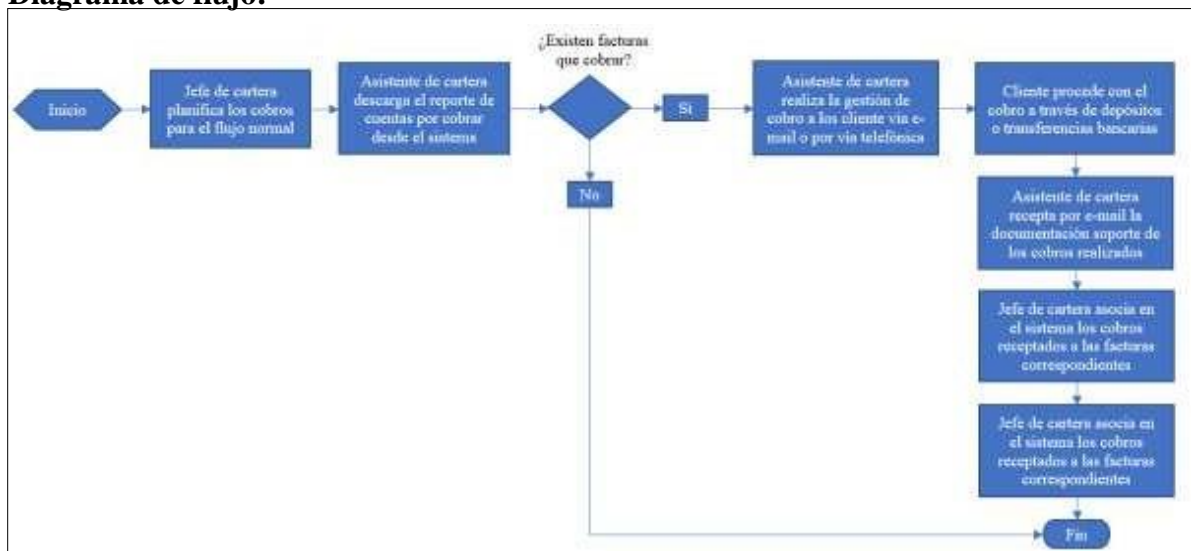 Diagrama de flujo:
¿Existen facturas
que cobrar?
Inicio
Jefe de cartera
planifica los cobros
para el flujo normal
Asistente de cartera
descarga el reporte de
cuentas por cobrar
desde el sistema
Si
Asistente de cartera
realiza la gestión de
cobro a los cliente vía e-
mail o por vía telefónica
Cliente procede con el
cobro a través de depósitos
o transferencias bancarias
No
Asistente de cartera
recepta por e-mail la
documentación soporte de
los cobros realizados
Jefe de cartera asocia en
el sistema los cobros
receptados a las facturas
correspondientes
Jefe de cartera asocia en
el sistema los cobros
receptados a las facturas
correspondientes
Fin